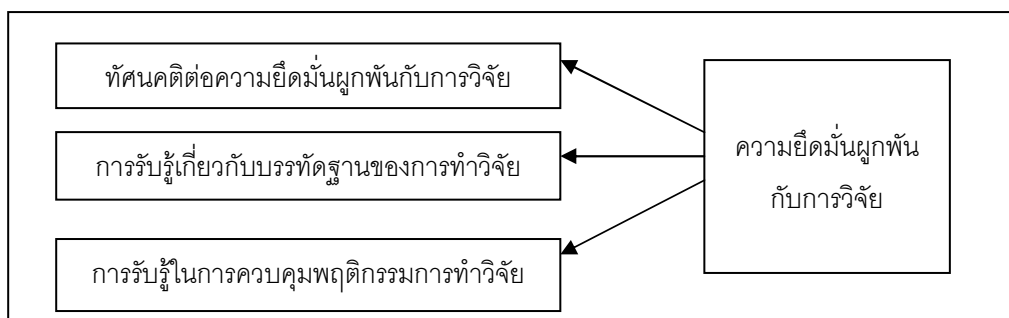 ทัศนคติต่อความยึดมั่นผูกพันกับการวิจัย
การรับรู้เกี่ยวกับบรรทัดฐานของการทำวิจัย
การรับรู้ในการควบคุมพฤติกรรมการทำวิจัย
ความยึดมั่นผูกพัน
กับการวิจัย